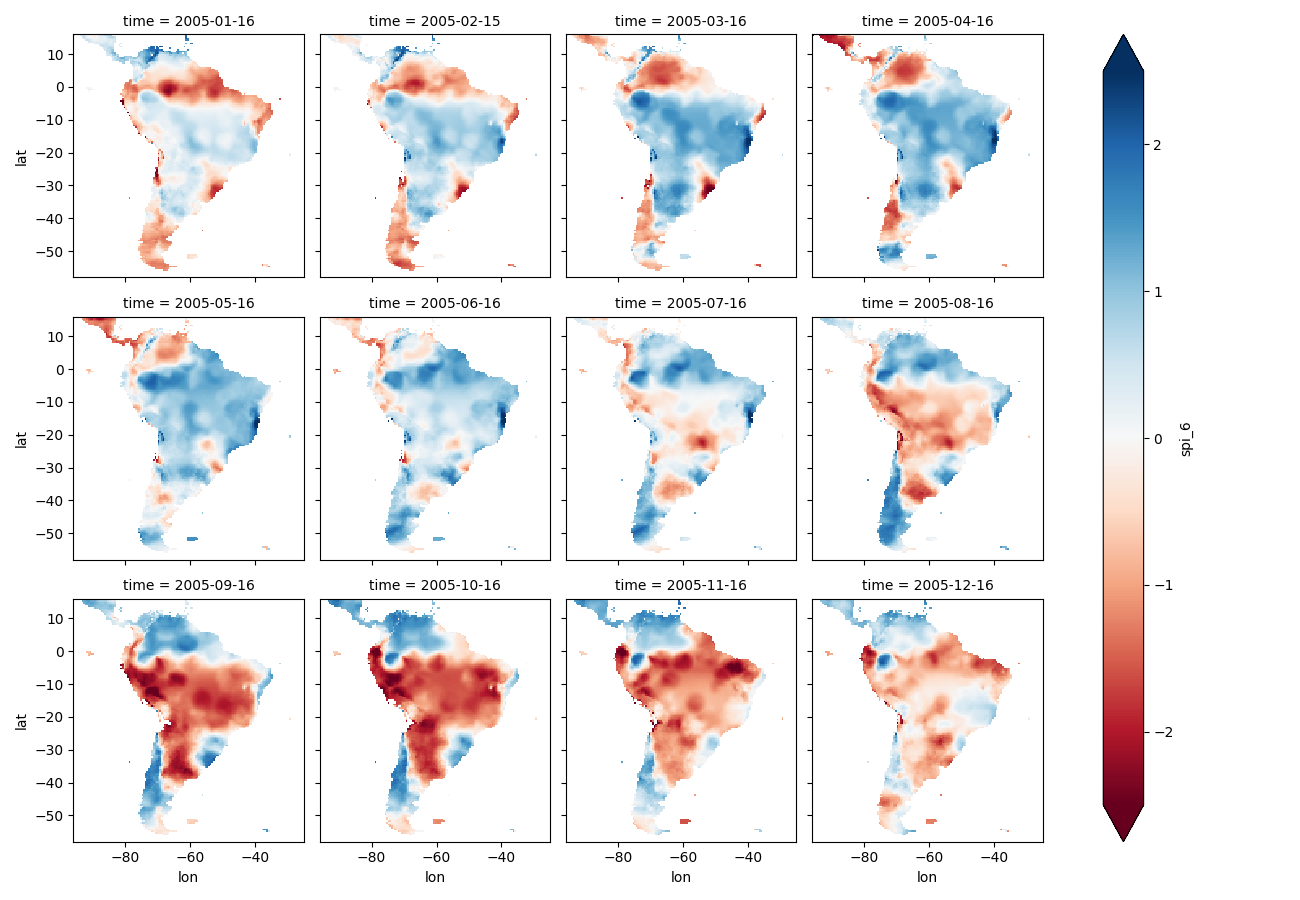 time = 2005-01-16
time = 2005-02-15
time = 2005-03-16
time = 2005-04-16
10
0
−10
−20
−30
−40
−50
lat
time = 2005-05-16
time = 2005-06-16
time = 2005-07-16
time = 2005-08-16
10
0
−10
−20
−30
−40
−50
lat
time = 2005-09-16
time = 2005-10-16
time = 2005-11-16
time = 2005-12-16
10
0
−10
−20
−30
−40
−50
lat
−80
−60
−40
lon
−80
−60
−40
lon
−80
−60
−40
lon
−80
−60
−40
lon
2
1
0
−1
−2
spi_6